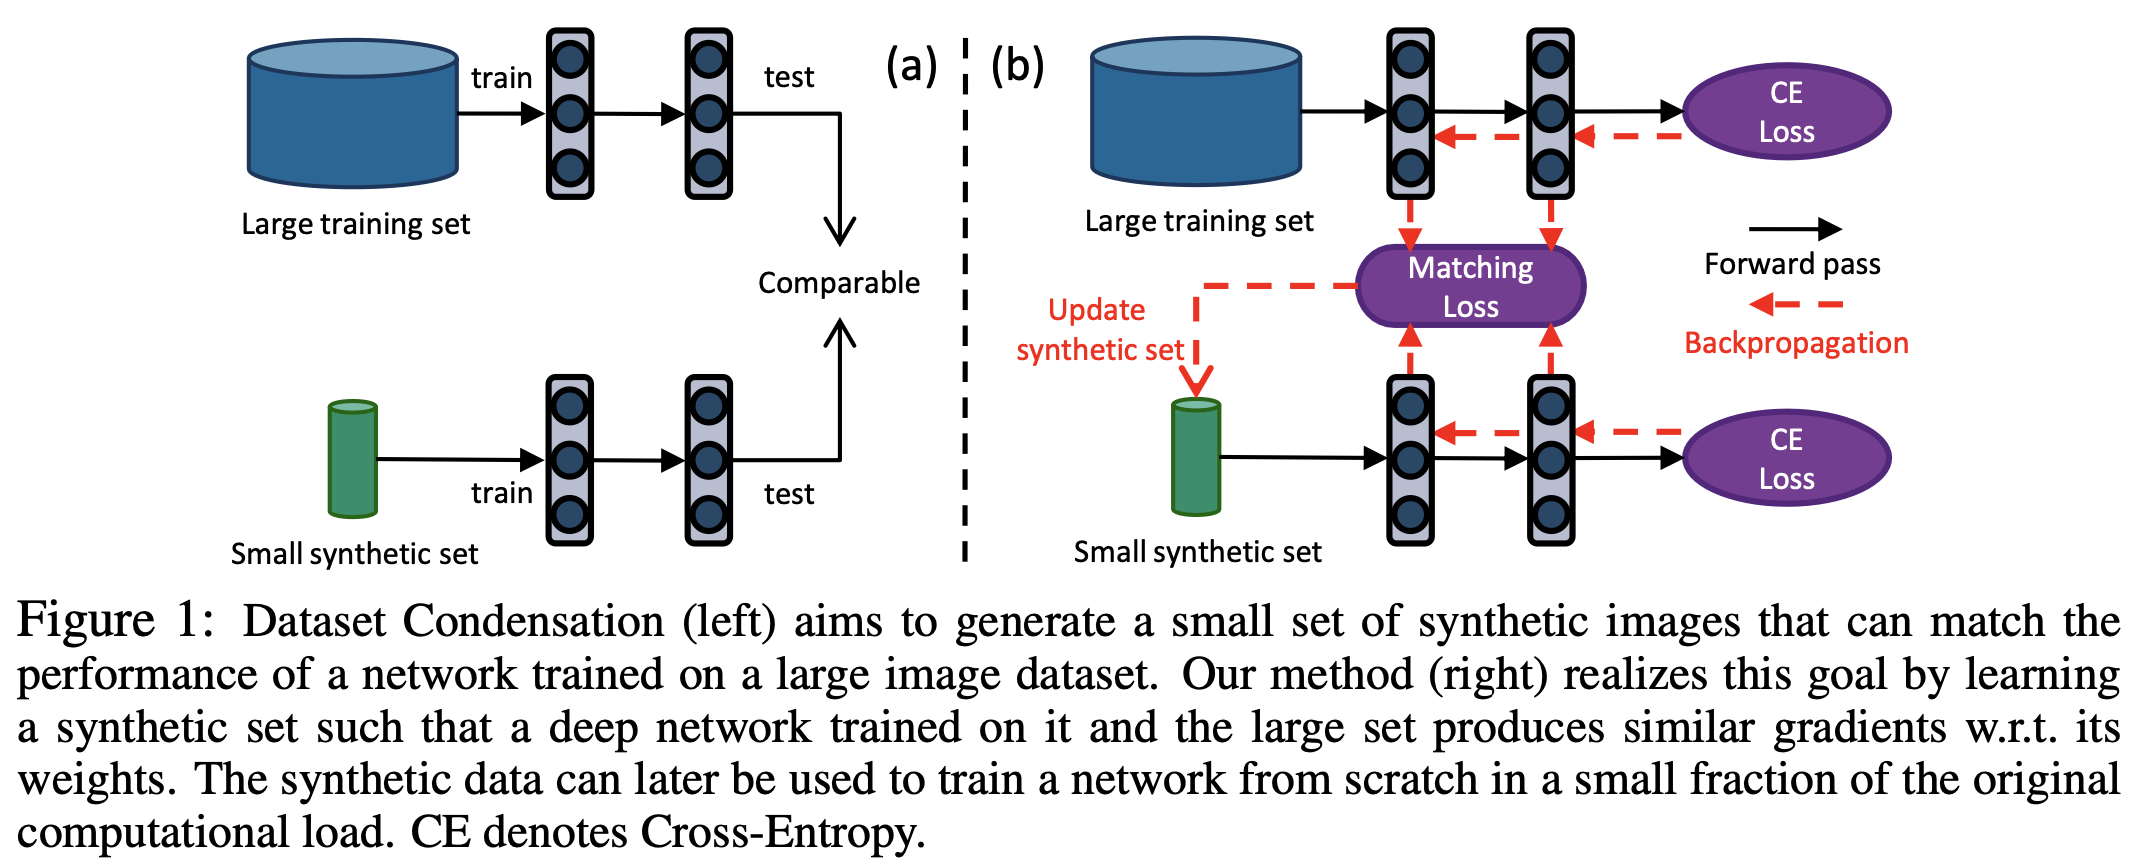 train
test
(a)
Large training set
Comparable
train
test
Small synthetic set
(b)
CE
Loss
Large training set
Matching
Loss
Forward pass
Update
synthetic set
Backpropagation
CE
Loss
Small synthetic set
Figure 1: Dataset Condensation (left) aims to generate a small set of synthetic images that can match the
performance of a network trained on a large image dataset. Our method (right) realizes this goal by learning
a synthetic set such that a deep network trained on it and the large set produces similar gradients w.r.t. its
weights. The synthetic data can later be used to train a network from scratch in a small fraction of the original
computational load. CE denotes Cross-Entropy.